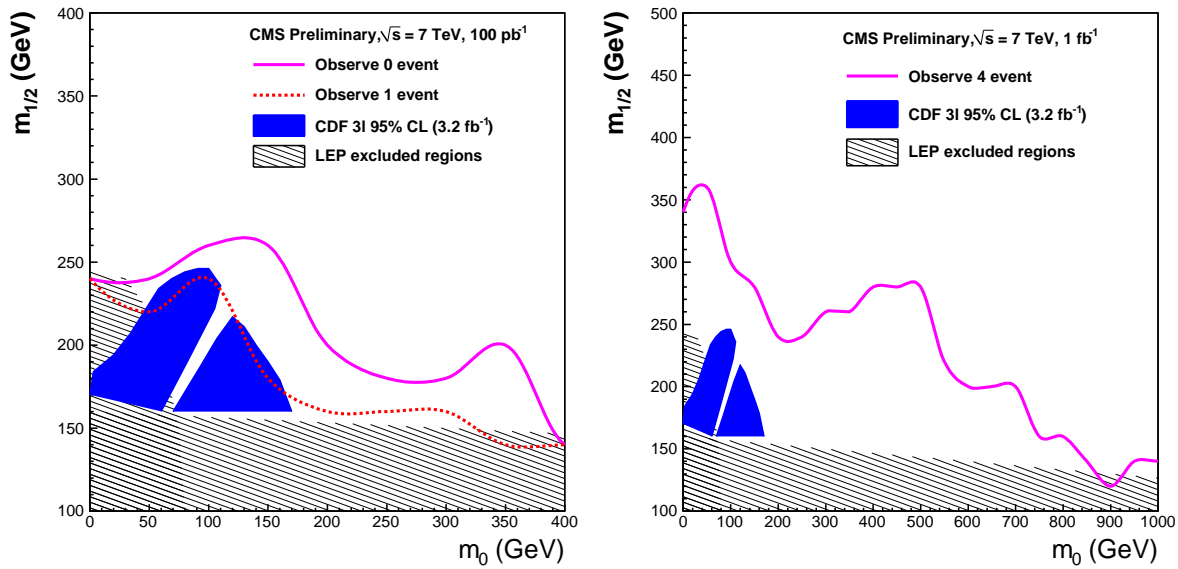 CMS Preliminary,√s = 7 TeV, 100 pb⁻¹
Observe 0 event
Observe 1 event
CDF 3l 95% CL (3.2 fb⁻¹)
LEP excluded regions
m₁/₂ (GeV)
400
350
300
250
200
150
100
0 50 100 150 200 250 300 350 400
m₀ (GeV)
CMS Preliminary,√s = 7 TeV, 1 fb⁻¹
Observe 4 event
CDF 3l 95% CL (3.2 fb⁻¹)
LEP excluded regions
m₁/₂ (GeV)
500
450
400
350
300
250
200
150
100
0 100 200 300 400 500 600 700 800 900 1000
m₀ (GeV)